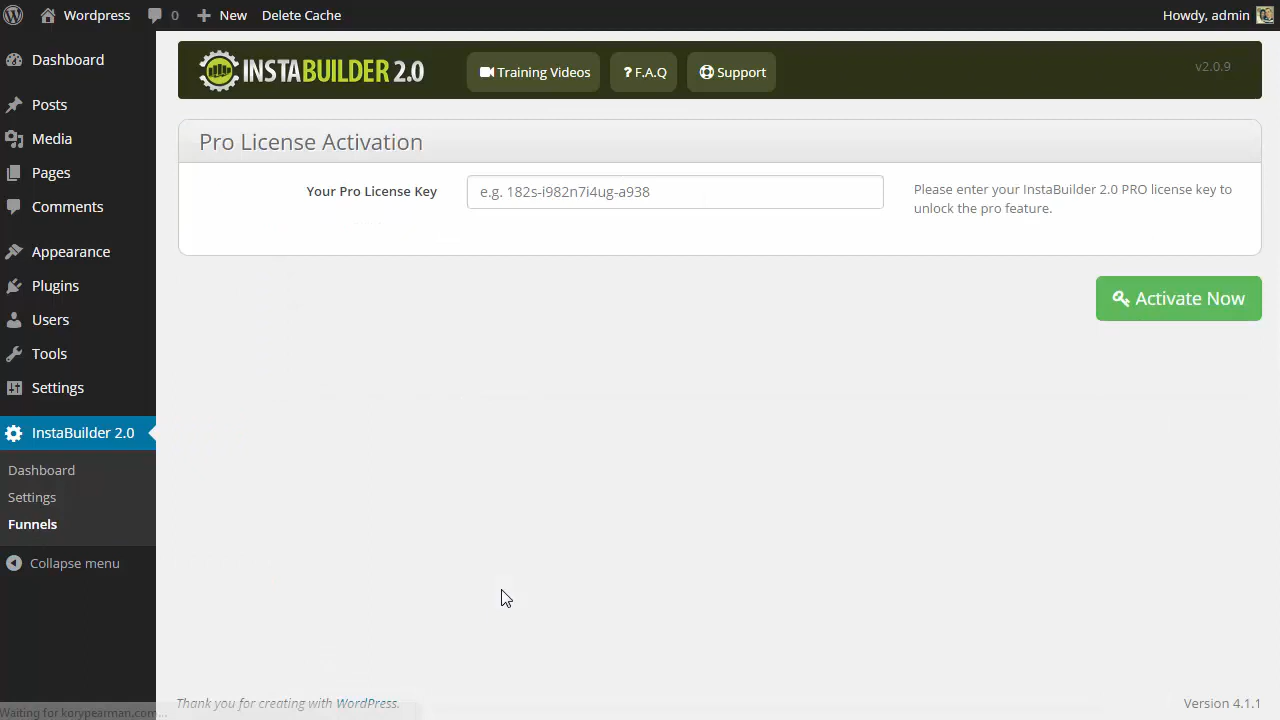 Wordpress 0 New Delete Cache Howdy, admin
INSTABUILDER 2.0 Training Videos ? F.A.Q Support v2.0.9
Dashboard
Posts
Media
Pages
Comments
Appearance
Plugins
Users
Tools
Settings
InstaBuilder 2.0
Dashboard
Settings
Funnels
Collapse menu
Pro License Activation
Your Pro License Key e.g. 182s-i982n7i4ug-a938 Please enter your InstaBuilder 2.0 PRO license key to
unlock the pro feature.
Activate Now
Thank you for creating with WordPress. Version 4.1.1
Waiting for korypearman.com...